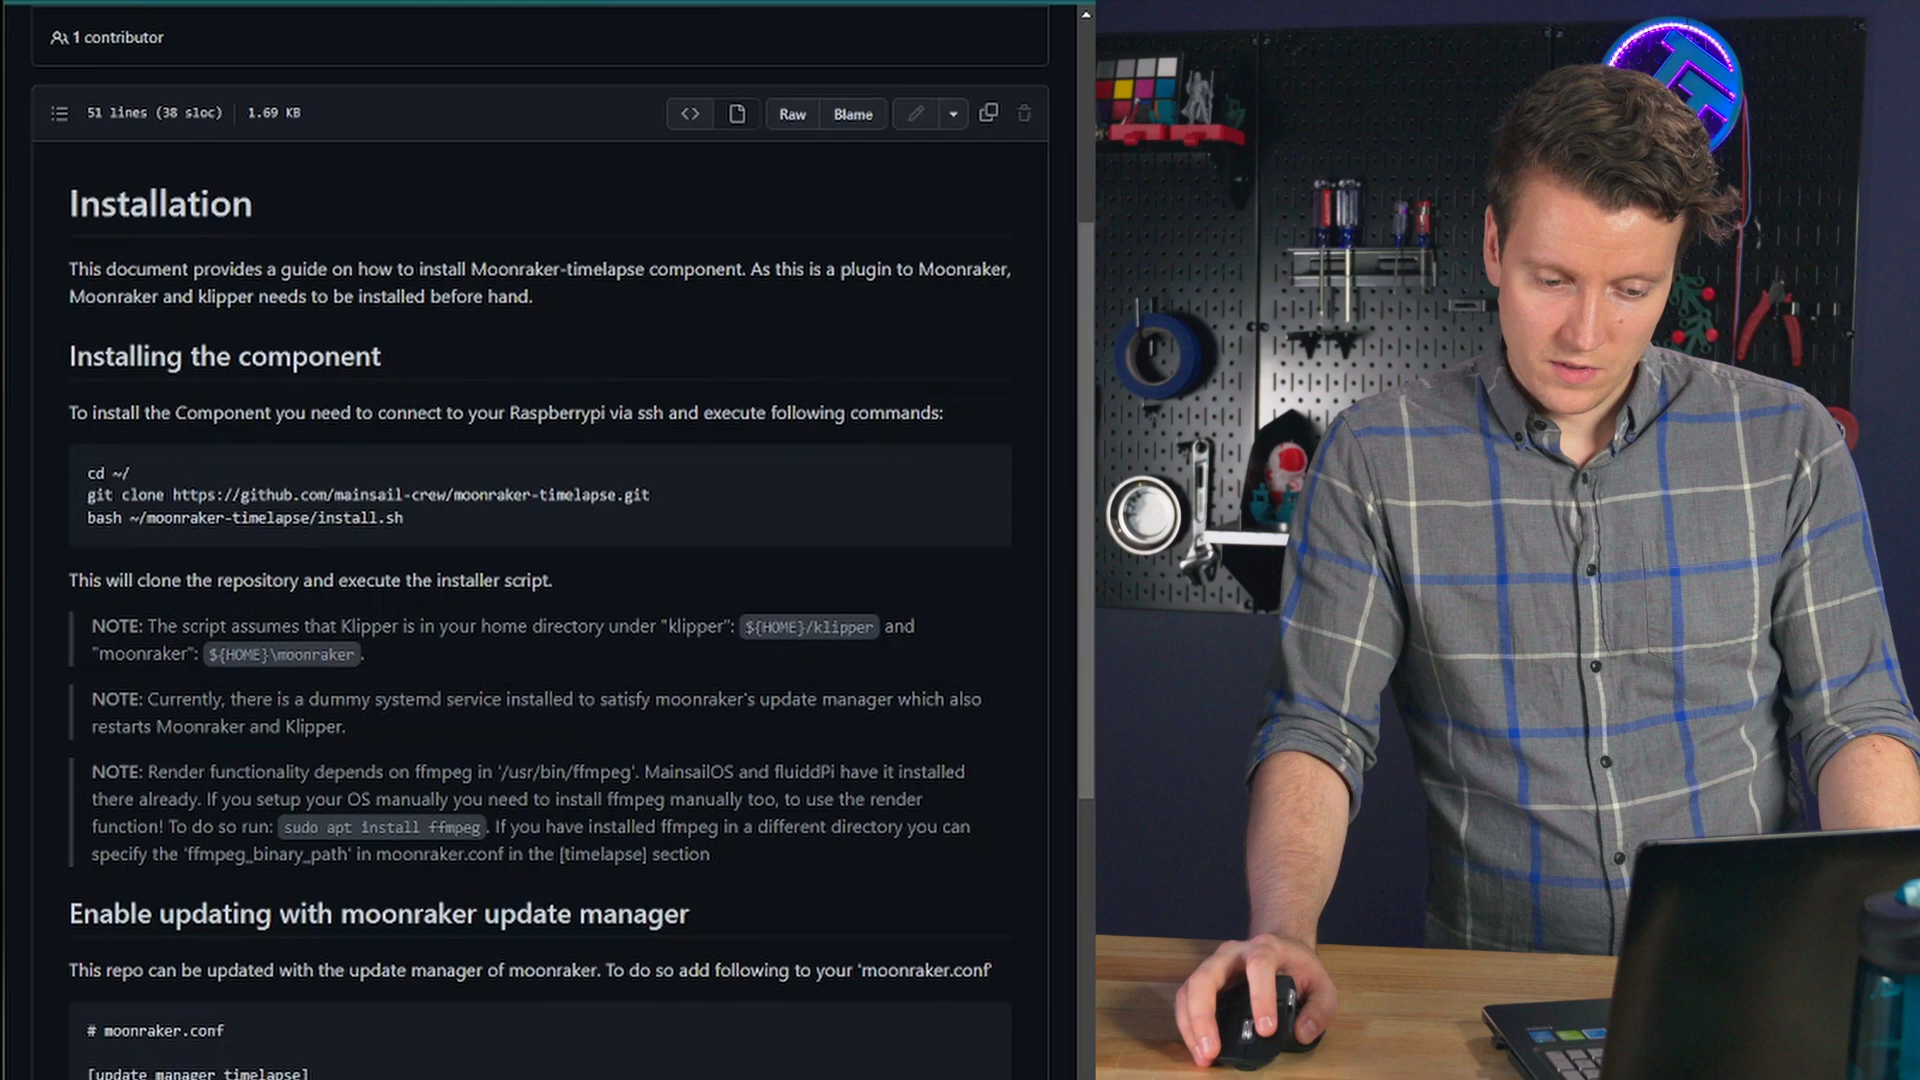 1 contributor
51 lines (38 sloc) 1.69 KB
Raw Blame
Installation
This document provides a guide on how to install Moonraker-timelapse component. As this is a plugin to Moonraker,
Moonraker and klipper needs to be installed before hand.
Installing the component
To install the Component you need to connect to your Raspberrypi via ssh and execute following commands:
cd ~/
git clone https://github.com/mainsail-crew/moonraker-timelapse.git
bash ~/moonraker-timelapse/install.sh
This will clone the repository and execute the installer script.
NOTE: The script assumes that Klipper is in your home directory under "klipper": ${HOME}/klipper and
"moonraker": ${HOME}\moonraker.
NOTE: Currently, there is a dummy systemd service installed to satisfy moonraker's update manager which also
restarts Moonraker and Klipper.
NOTE: Render functionality depends on ffmpeg in '/usr/bin/ffmpeg'. MainsailOS and fluiddPi have it installed
there already. If you setup your OS manually you need to install ffmpeg manually too, to use the render
function! To do so run: sudo apt install ffmpeg. If you have installed ffmpeg in a different directory you can
specify the 'ffmpeg_binary_path' in moonraker.conf in the [timelapse] section
Enable updating with moonraker update manager
This repo can be updated with the update manager of moonraker. To do so add following to your 'moonraker.conf'
# moonraker.conf
[update_manager timelapse]